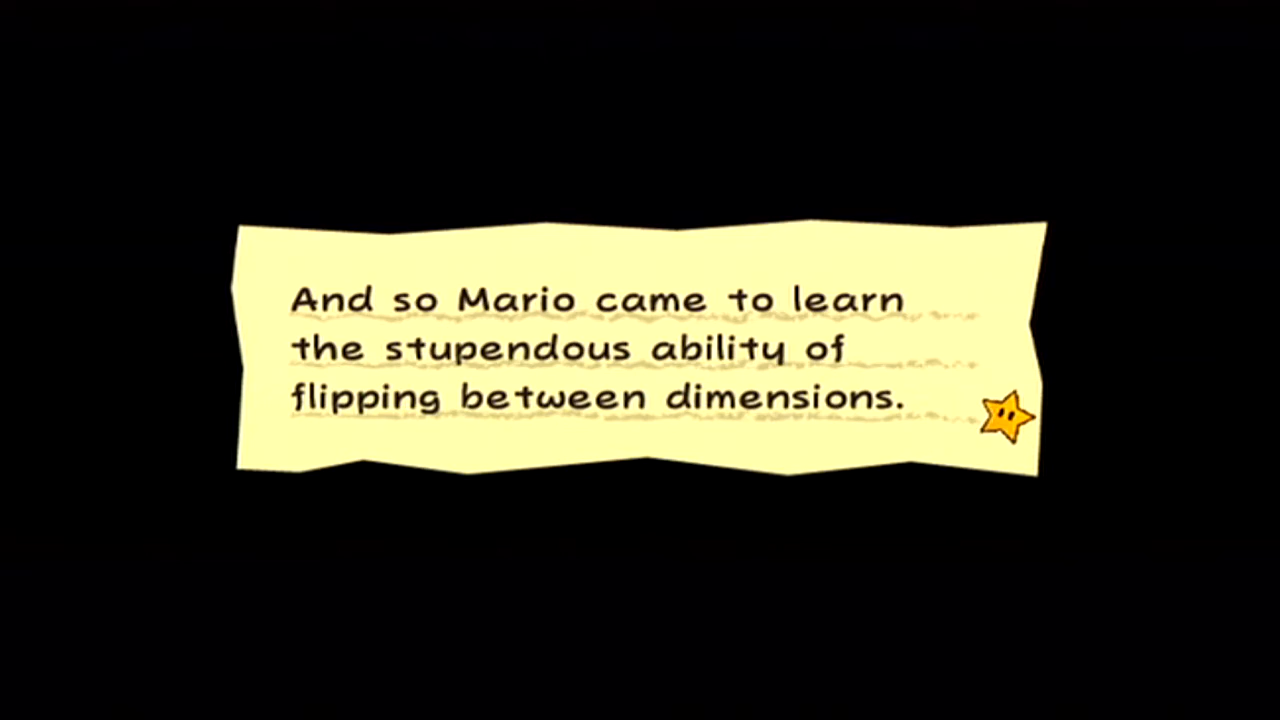 And so Mario came to learn
the stupendous ability of
flipping between dimensions.